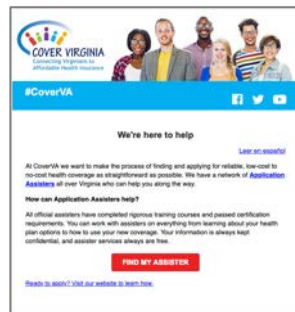 COVER VIRGINIA
Connecting Virginians to
Affordable Health Insurance
#CoverVA
We're here to help
Leer en español
At CoverVA we want to make the process of finding and applying for reliable, low-cost to
no-cost health coverage as straightforward as possible. We have a network of Application
Assisters all over Virginia who can help you along the way.
How can Application Assisters help?
All official assisters have completed rigorous training courses and passed certification
requirements. You can work with assisters on everything from learning about your health
plan options to how to use your new coverage. Your information is always kept
confidential, and assister services always are free.
FIND MY ASSISTER
Ready to apply? Visit our website to learn how.